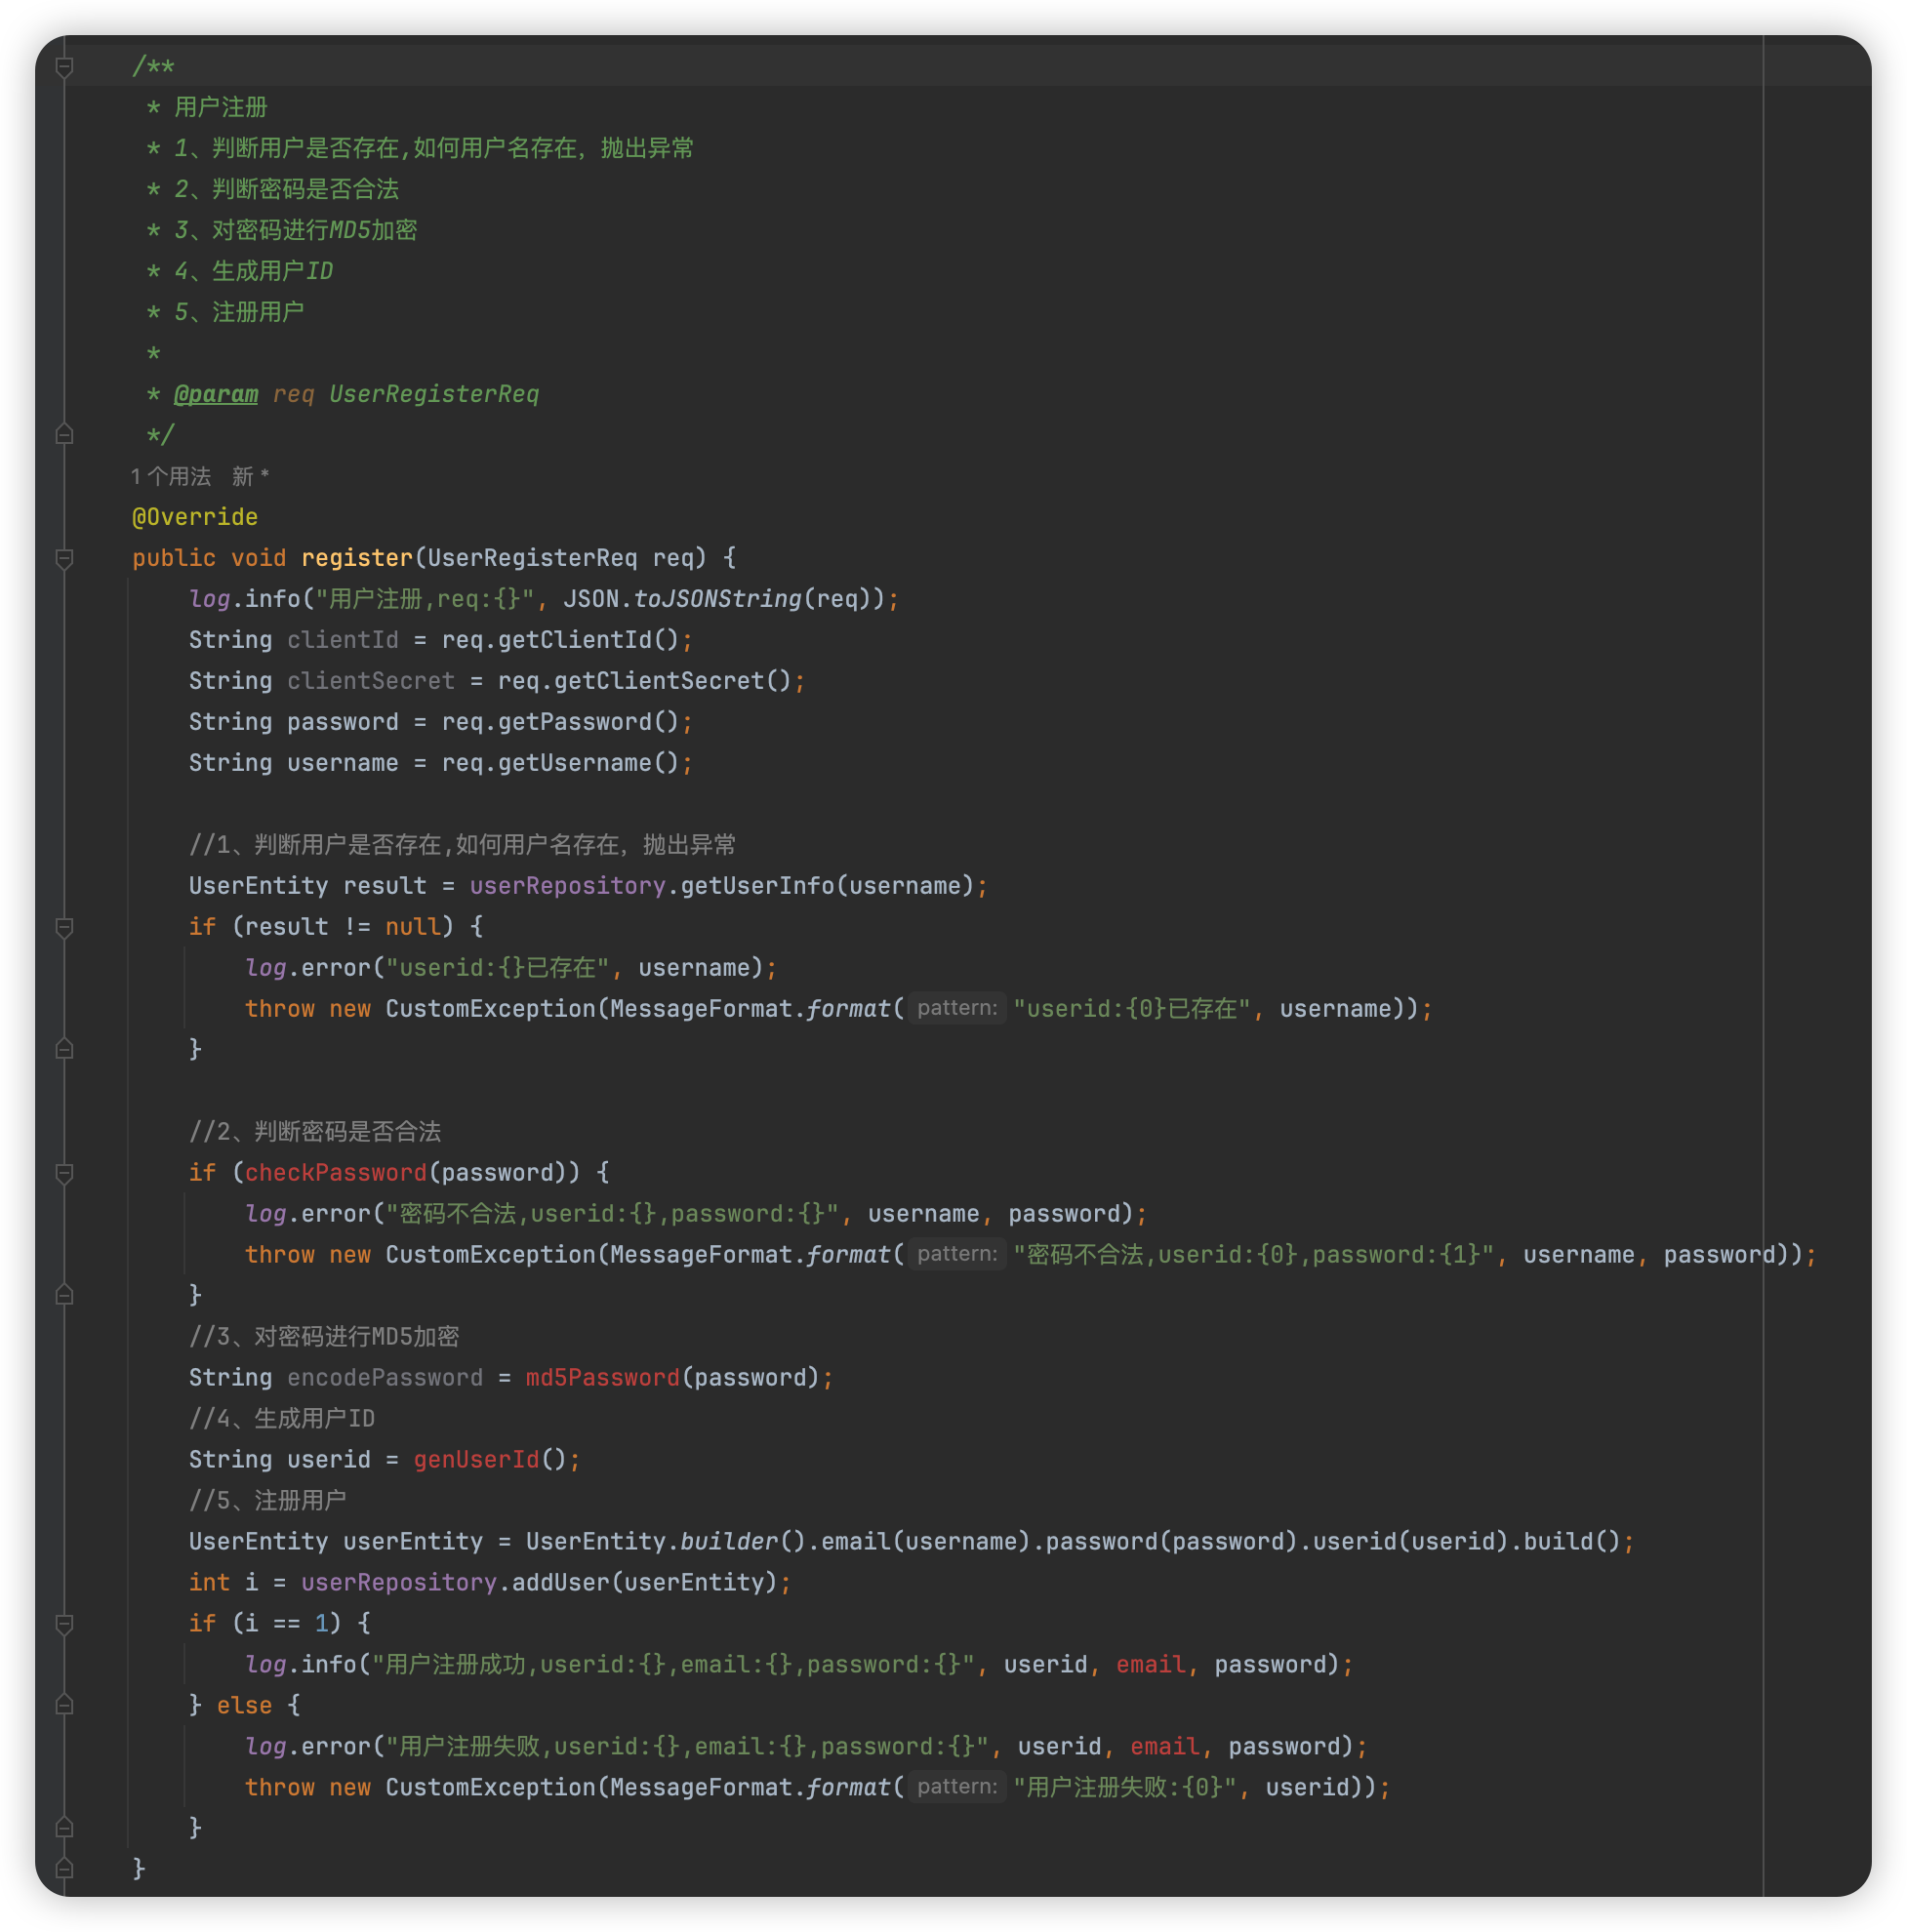 /**
* 用户注册
* 1、判断用户是否存在,如何用户名存在，抛出异常
* 2、判断密码是否合法
* 3、对密码进行MD5加密
* 4、生成用户ID
* 5、注册用户
*
* @param req UserRegisterReq
*/
1 个用法 新 *
@Override
public void register(UserRegisterReq req) {
log.info("用户注册,req:{}", JSON.toJSONString(req));
String clientId = req.getClientId();
String clientSecret = req.getClientSecret();
String password = req.getPassword();
String username = req.getUsername();
//1、判断用户是否存在,如何用户名存在，抛出异常
UserEntity result = userRepository.getUserInfo(username);
if (result != null) {
log.error("userid:{}已存在", username);
throw new CustomException(MessageFormat.format( pattern: "userid:{0}已存在", username));
}
//2、判断密码是否合法
if (checkPassword(password)) {
log.error("密码不合法,userid:{},password:{}", username, password);
throw new CustomException(MessageFormat.format( pattern: "密码不合法,userid:{0},password:{1}", username, password));
}
//3、对密码进行MD5加密
String encodePassword = md5Password(password);
//4、生成用户ID
String userid = genUserId();
//5、注册用户
UserEntity userEntity = UserEntity.builder().email(username).password(password).userid(userid).build();
int i = userRepository.addUser(userEntity);
if (i == 1) {
log.info("用户注册成功,userid:{},email:{},password:{}", userid, email, password);
} else {
log.error("用户注册失败,userid:{},email:{},password:{}", userid, email, password);
throw new CustomException(MessageFormat.format( pattern: "用户注册失败:{0}", userid));
}
}